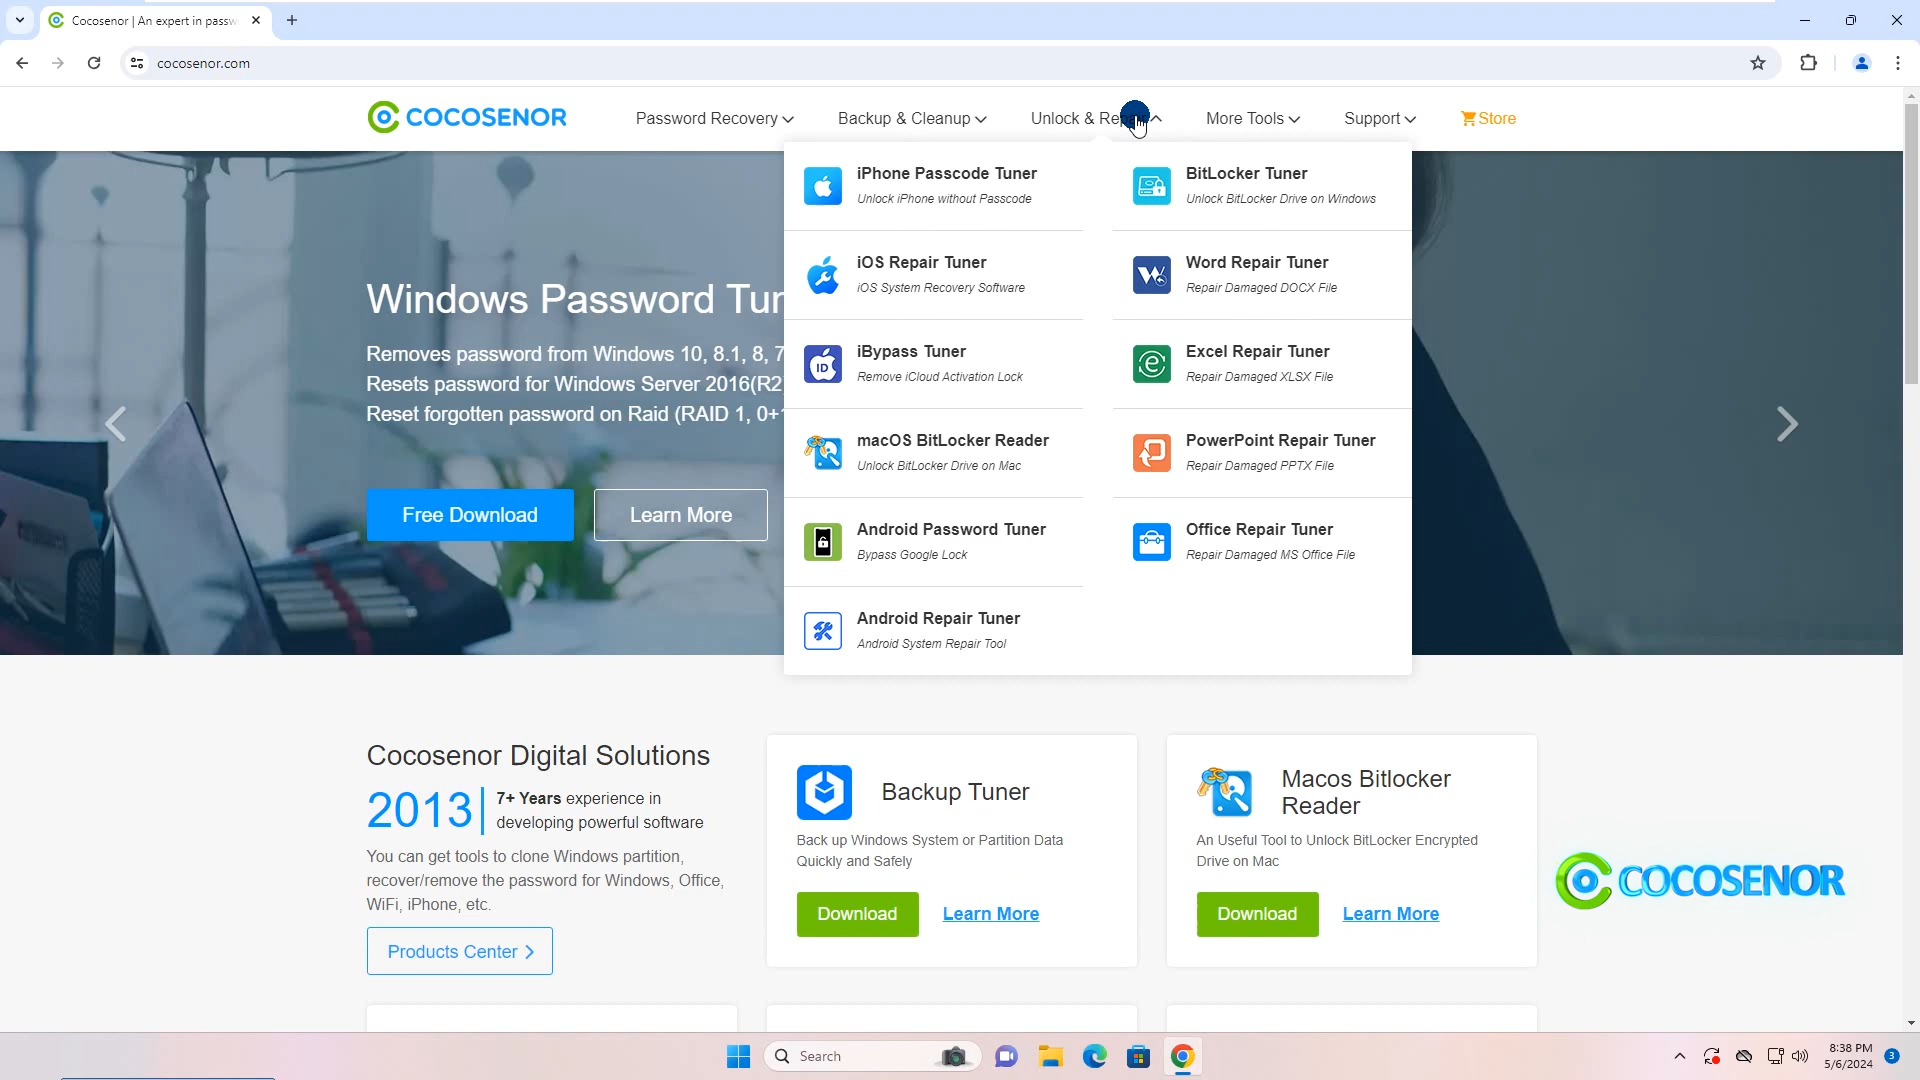 Cocosenor | An expert in passw
cocosenor.com
COCOSENOR
Password Recovery
Backup & Cleanup
Unlock & Repair
More Tools
Support
Store
iPhone Passcode Tuner
Unlock iPhone without Passcode
BitLocker Tuner
Unlock BitLocker Drive on Windows
iOS Repair Tuner
iOS System Recovery Software
Word Repair Tuner
Repair Damaged DOCX File
ID
iBypass Tuner
Remove iCloud Activation Lock
Excel Repair Tuner
Repair Damaged XLSX File
macOS BitLocker Reader
Unlock BitLocker Drive on Mac
PowerPoint Repair Tuner
Repair Damaged PPTX File
Android Password Tuner
Bypass Google Lock
Office Repair Tuner
Repair Damaged MS Office File
Android Repair Tuner
Android System Repair Tool
Windows Password Tun
Removes password from Windows 10, 8.1, 8, 7
Resets password for Windows Server 2016(R2
Reset forgotten password on Raid (RAID 1, 0+1
Free Download
Learn More
Cocosenor Digital Solutions
2013
7+ Years experience in
developing powerful software
You can get tools to clone Windows partition,
recover/remove the password for Windows, Office,
WiFi, iPhone, etc.
Products Center
Backup Tuner
Back up Windows System or Partition Data
Quickly and Safely
Download
Learn More
Macos Bitlocker
Reader
An Useful Tool to Unlock BitLocker Encrypted
Drive on Mac
Download
Learn More
COCOSENOR
Search
8:38 PM
5/6/2024
3